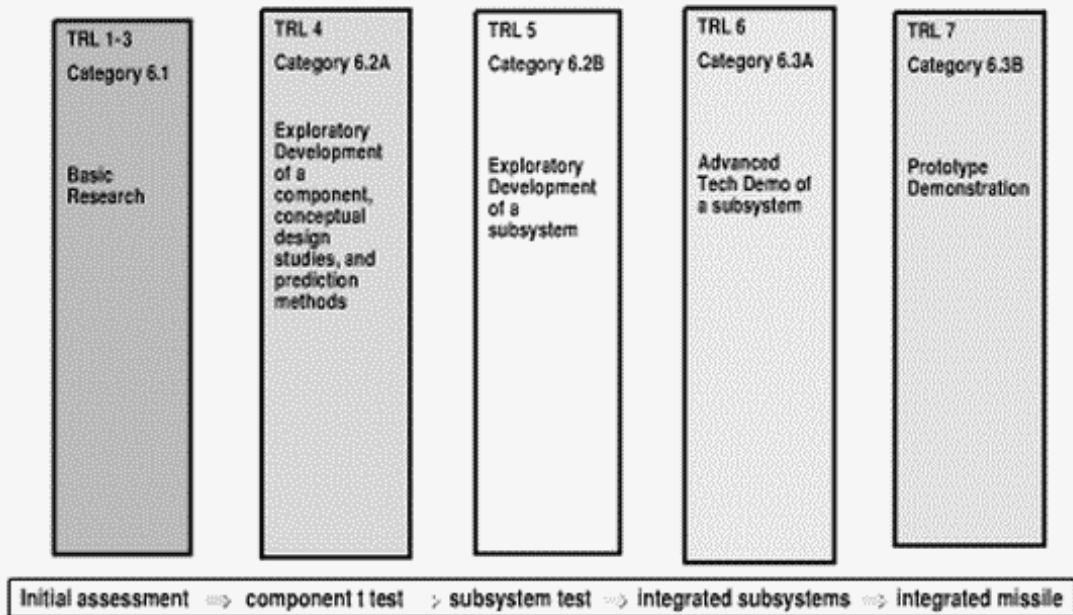 TRL 1-3
Category 6.1
Basic
Research
TRL 4
Category 6.2A
Exploratory
Development
of a
component,
conceptual
design
studies, and
prediction
methods
TRL 5
Category 6.2B
Exploratory
Development
of a
subsystem
TRL 6
Category 6.3A
Advanced
Tech Demo of
a subsystem
TRL 7
Category 6.3B
Prototype
Demonstration
Initial assessment ⇒ component t test > subsystem test ⇒ integrated subsystems ⇒ integrated missile